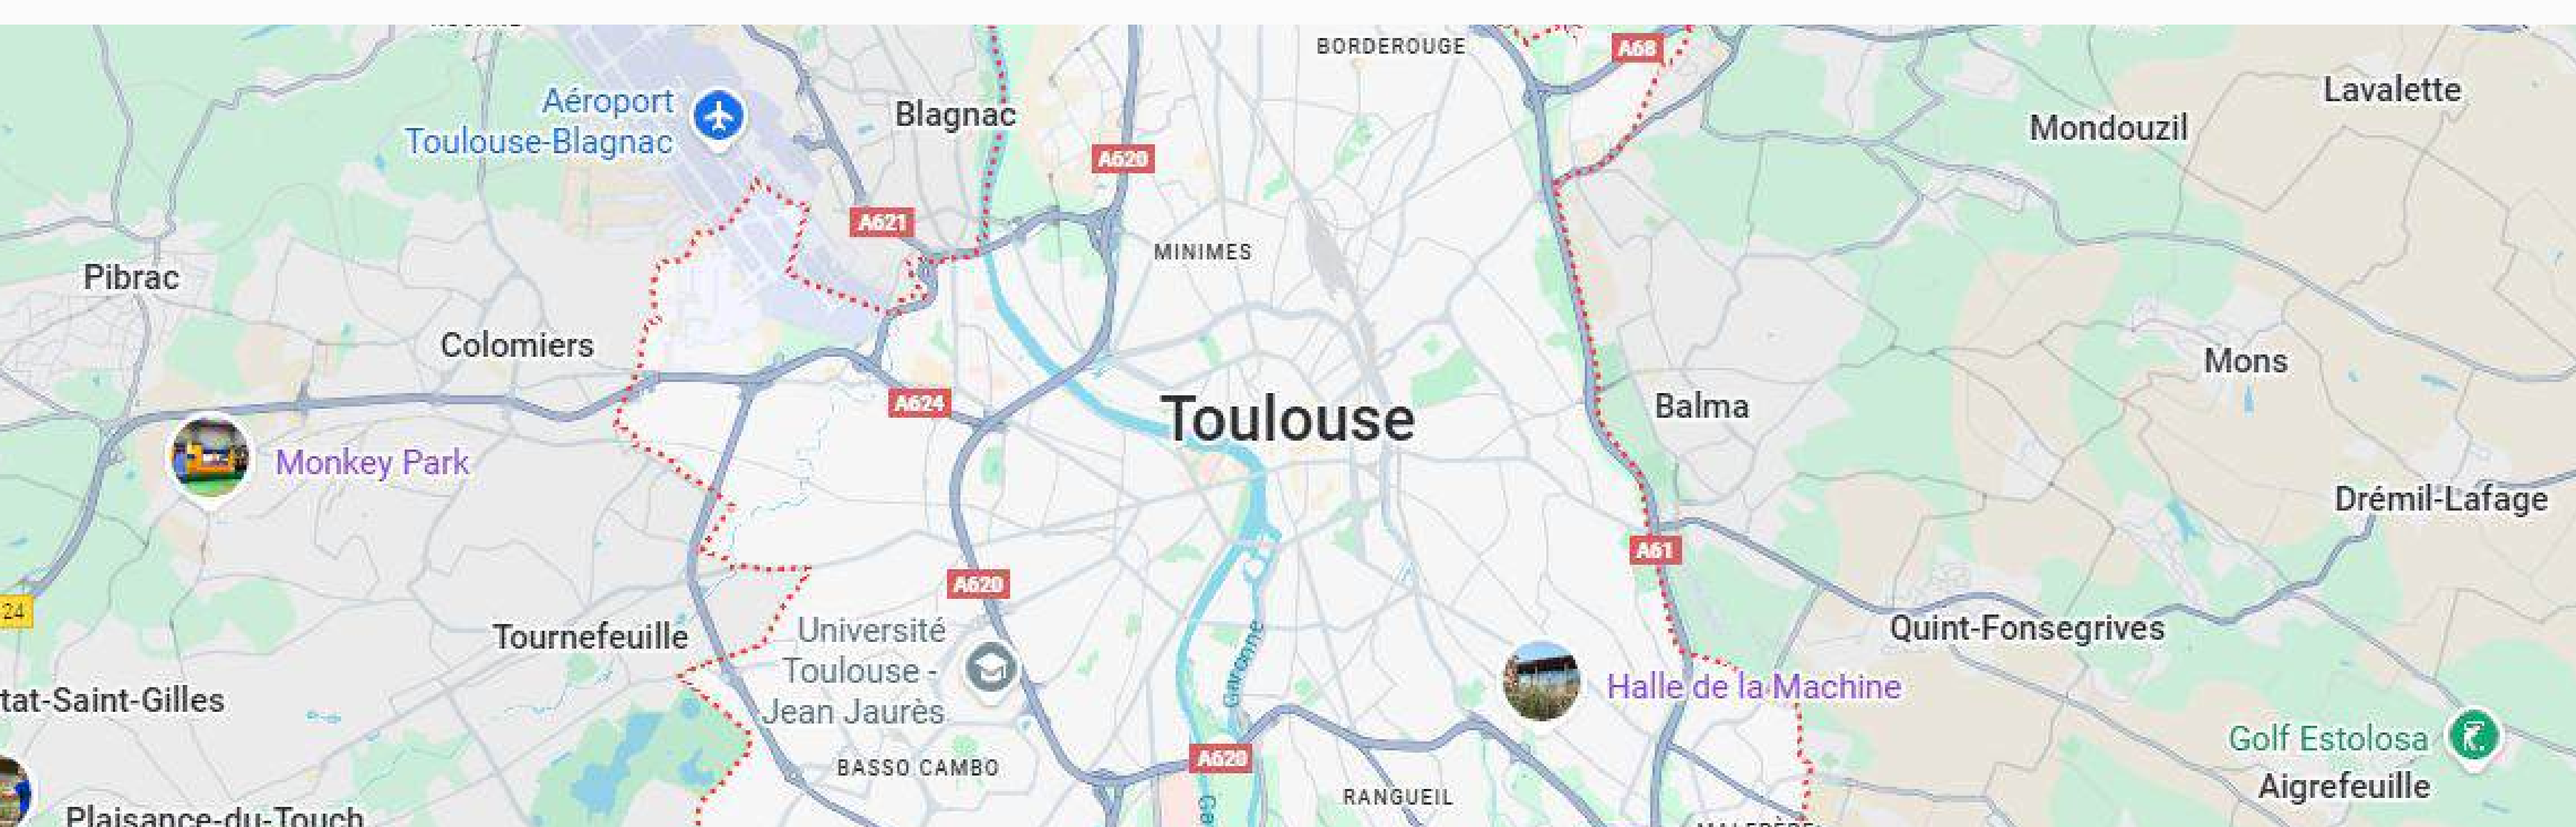 BORDEROUGE
A68
Lavalette
Aéroport
Toulouse-Blagnac
Blagnac
Mondouzil
A620
A621
MINIMES
Pibrac
Colomiers
Mons
A624
Toulouse
Balma
Monkey Park
Drémil-Lafage
A61
A620
24
Université
Toulouse -
Jean Jaurès
Tournefeuille
Quint-Fonsegrives
Garonne
Halle de la Machine
tat-Saint-Gilles
Golf Estolosa
A620
BASSO CAMBO
Aigrefeuille
RANGUEIL
Ga
Plaisance-du-Touch